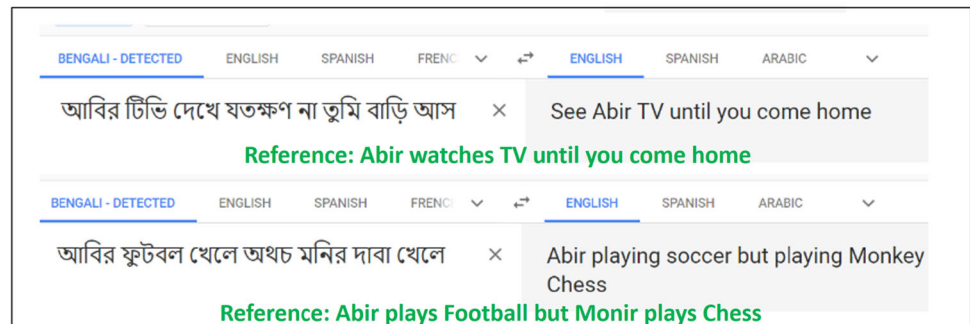 BENGALI - DETECTED ENGLISH SPANISH FRENC ENGLISH SPANISH ARABIC
আবির টিভি দেখে যতক্ষণ না তুমি বাড়ি আস × See Abir TV until you come home
Reference: Abir watches TV until you come home
BENGALI - DETECTED ENGLISH SPANISH FRENC ENGLISH SPANISH ARABIC
আবির ফুটবল খেলে অথচ মনির দাবা খেলে × Abir playing soccer but playing Monkey
Chess
Reference: Abir plays Football but Monir plays Chess